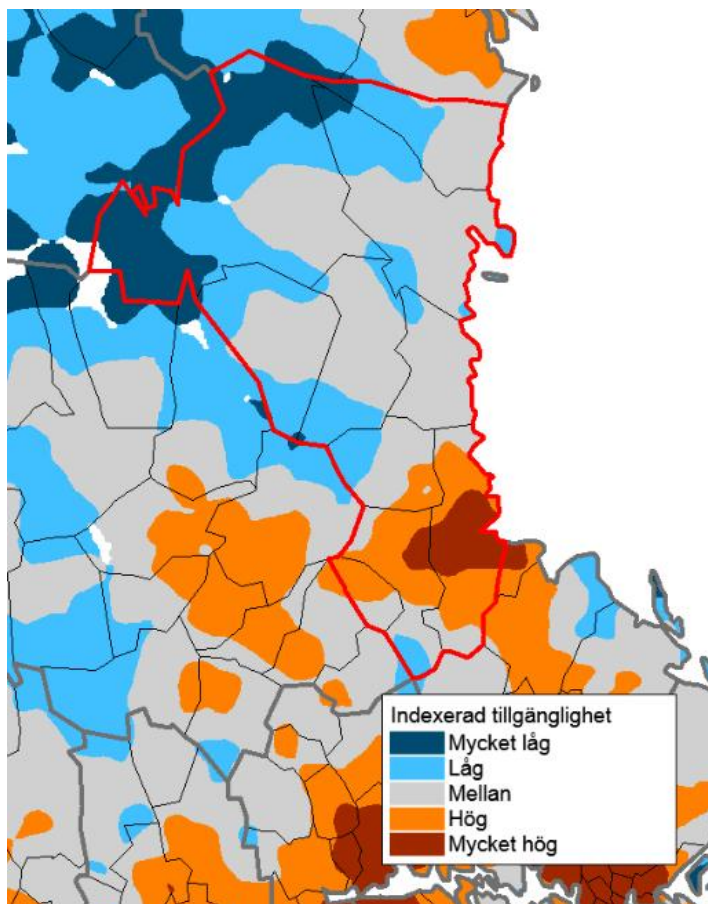 Indexerad tillgänglighet
Mycket låg
Låg
Mellan
Hög
Mycket hög